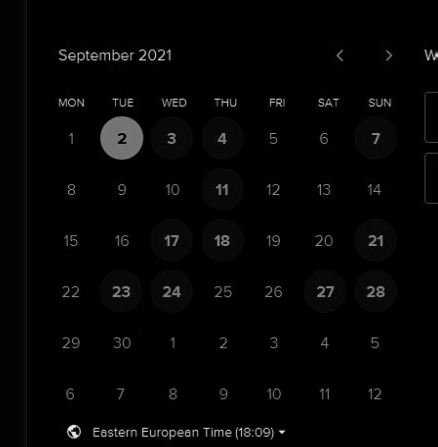 September 2021
MON TUE WED THU FRI SAT SUN
1 2 3 4 5 6 7
8 9 10 11 12 13 14
15 16 17 18 19 20 21
22 23 24 25 26 27 28
29 30 1 2 3 4 5
6 7 8 9 10 11 12
Eastern European Time (18:09)